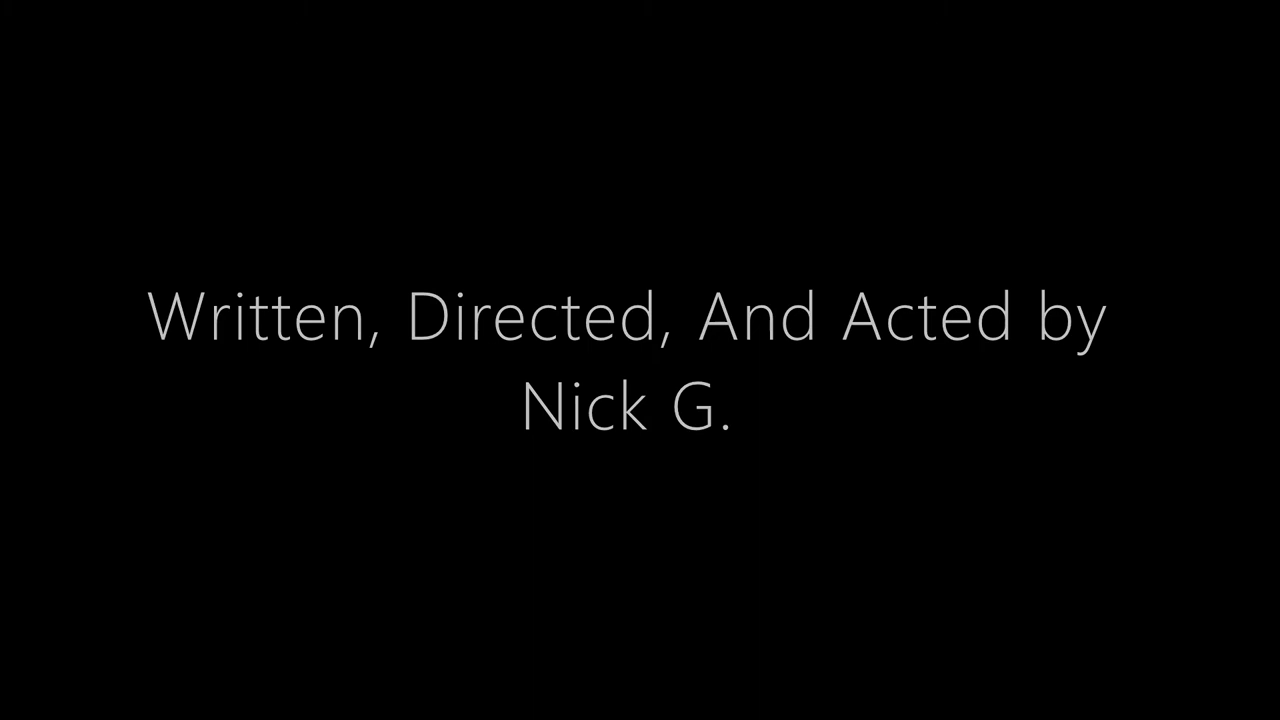 Written, Directed, And Acted by
Nick G.